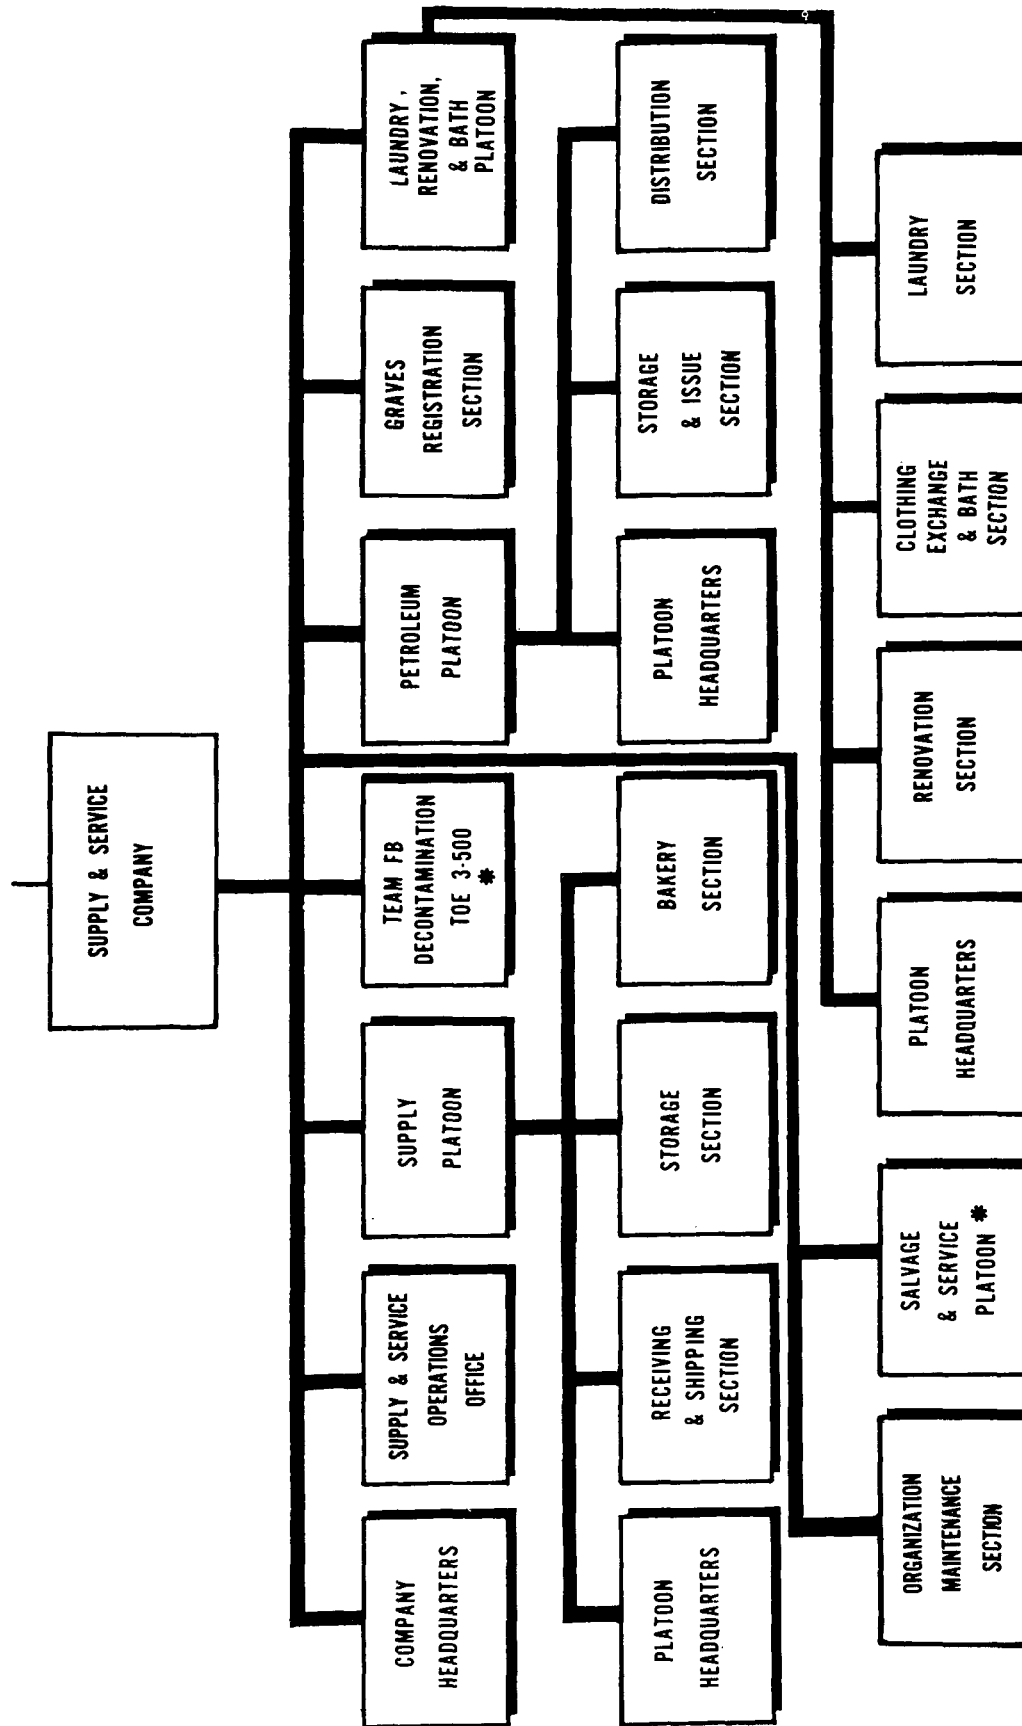 SUPPLY & SERVICE
COMPANY
COMPANY
HEADQUARTERS
SUPPLY & SERVICE
OPERATIONS
OFFICE
SUPPLY
PLATOON
TEAM FB
DECONTAMINATION
TOE 3-500
*
PETROLEUM
PLATOON
GRAVES
REGISTRATION
SECTION
LAUNDRY,
RENOVATION,
& BATH
PLATOON
PLATOON
HEADQUARTERS
RECEIVING
& SHIPPING
SECTION
STORAGE
SECTION
BAKERY
SECTION
PLATOON
HEADQUARTERS
STORAGE
& ISSUE
SECTION
DISTRIBUTION
SECTION
ORGANIZATION
MAINTENANCE
SECTION
SALVAGE
& SERVICE
PLATOON *
PLATOON
HEADQUARTERS
RENOVATION
SECTION
CLOTHING
EXCHANGE
& BATH
SECTION
LAUNDRY
SECTION